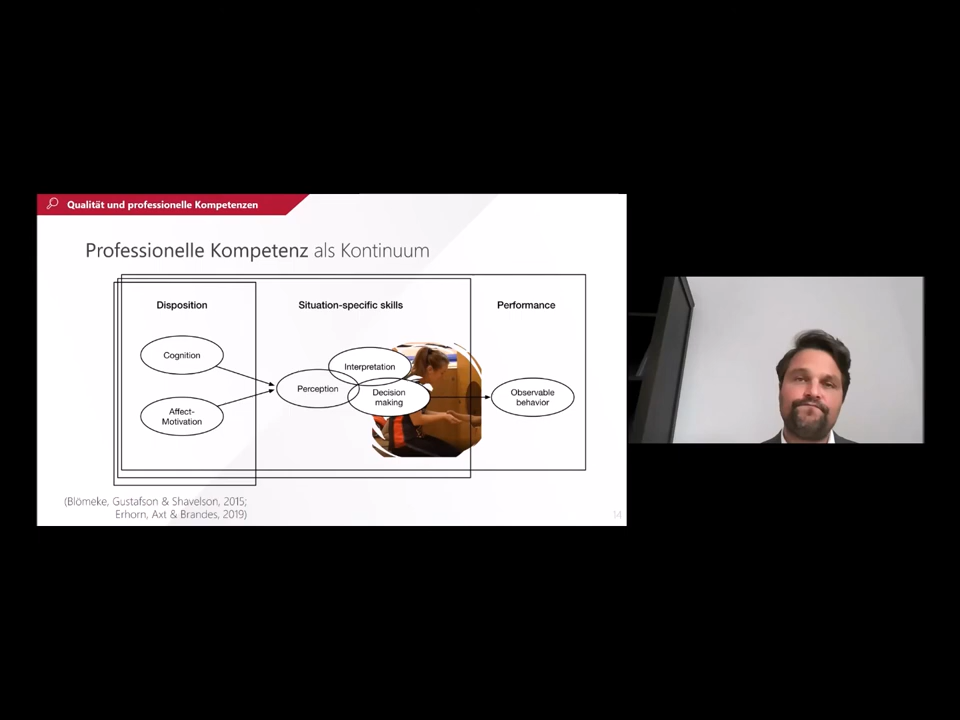 Qualität und professionelle Kompetenzen
Professionelle Kompetenz als Kontinuum
Disposition
Situation-specific skills
Performance
Cognition
Affect-
Motivation
Perception
Interpretation
Decision
making
Observable
behavior
(Blömeke, Gustafson & Shavelson, 2015;
Erhorn, Axt & Brandes, 2019)
14